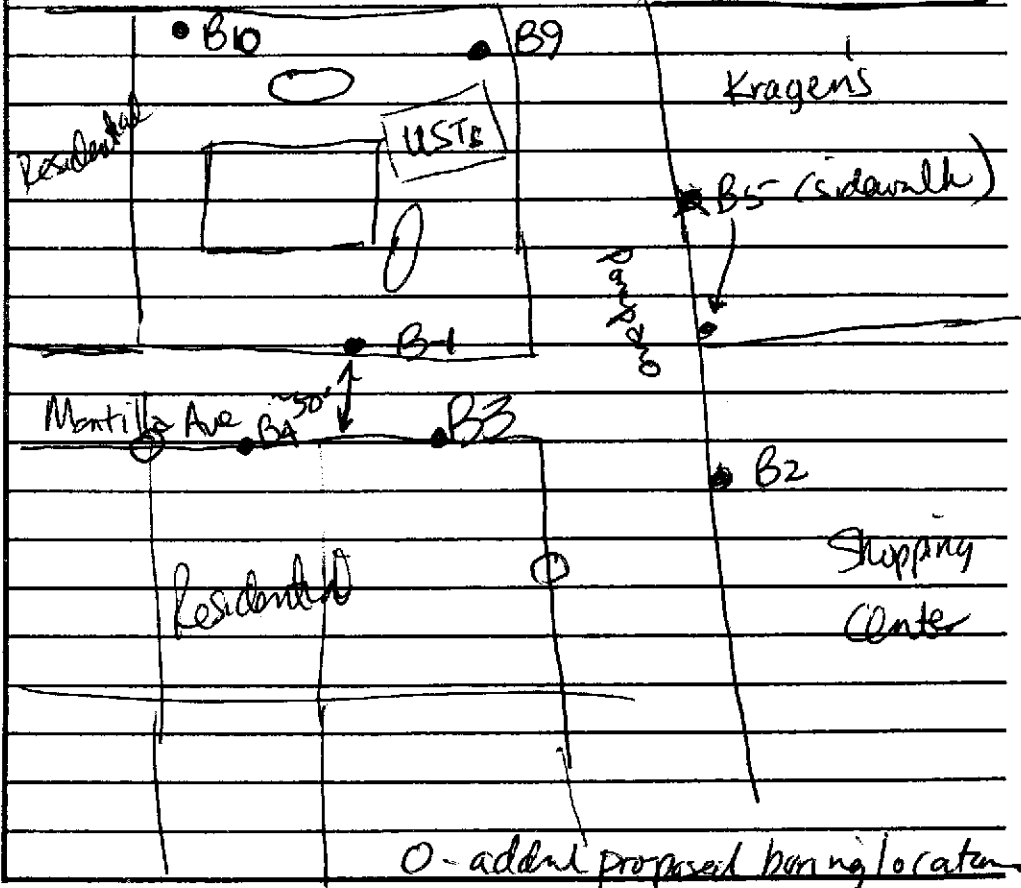 B10
B9
Kragens
Residential
USTs
B5 (sidewalk)
B-1
~50'
Montilla Ave
B4
B3
B2
Shopping
Center
Residential
O - addnl proposed boring location